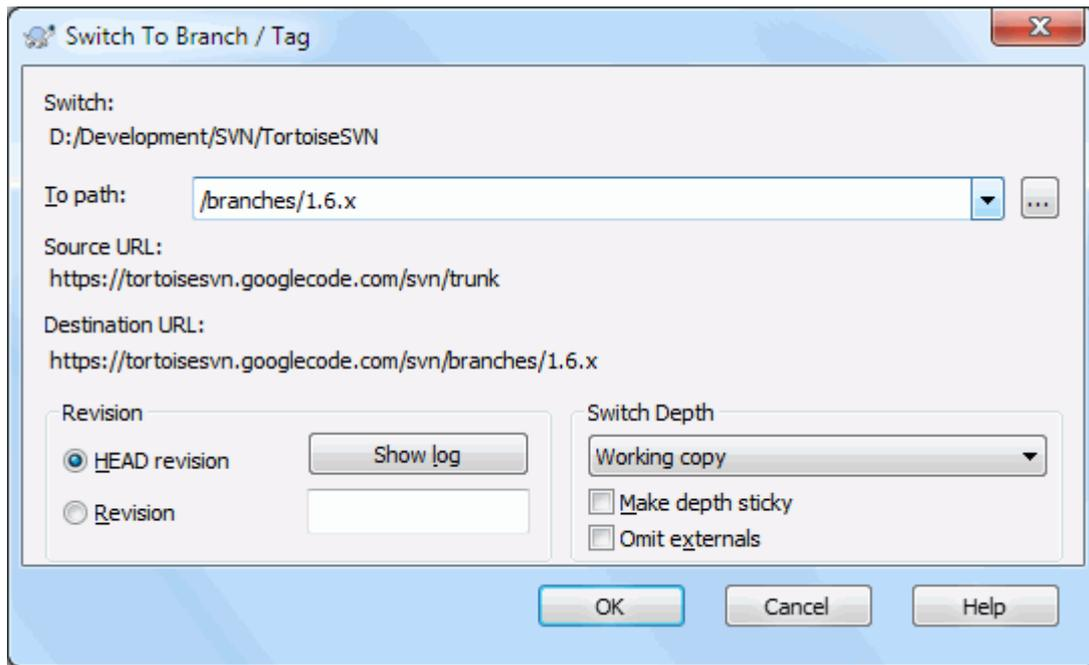 Switch To Branch / Tag
Switch:
D:/Development/SVN/TortoiseSVN
To path:
/branches/1.6.x
...
Source URL:
https://tortoisesvn.googlecode.com/svn/trunk
Destination URL:
https://tortoisesvn.googlecode.com/svn/branches/1.6.x
Revision
HEAD revision
Show log
Revision
Switch Depth
Working copy
Make depth sticky
Omit externals
OK
Cancel
Help